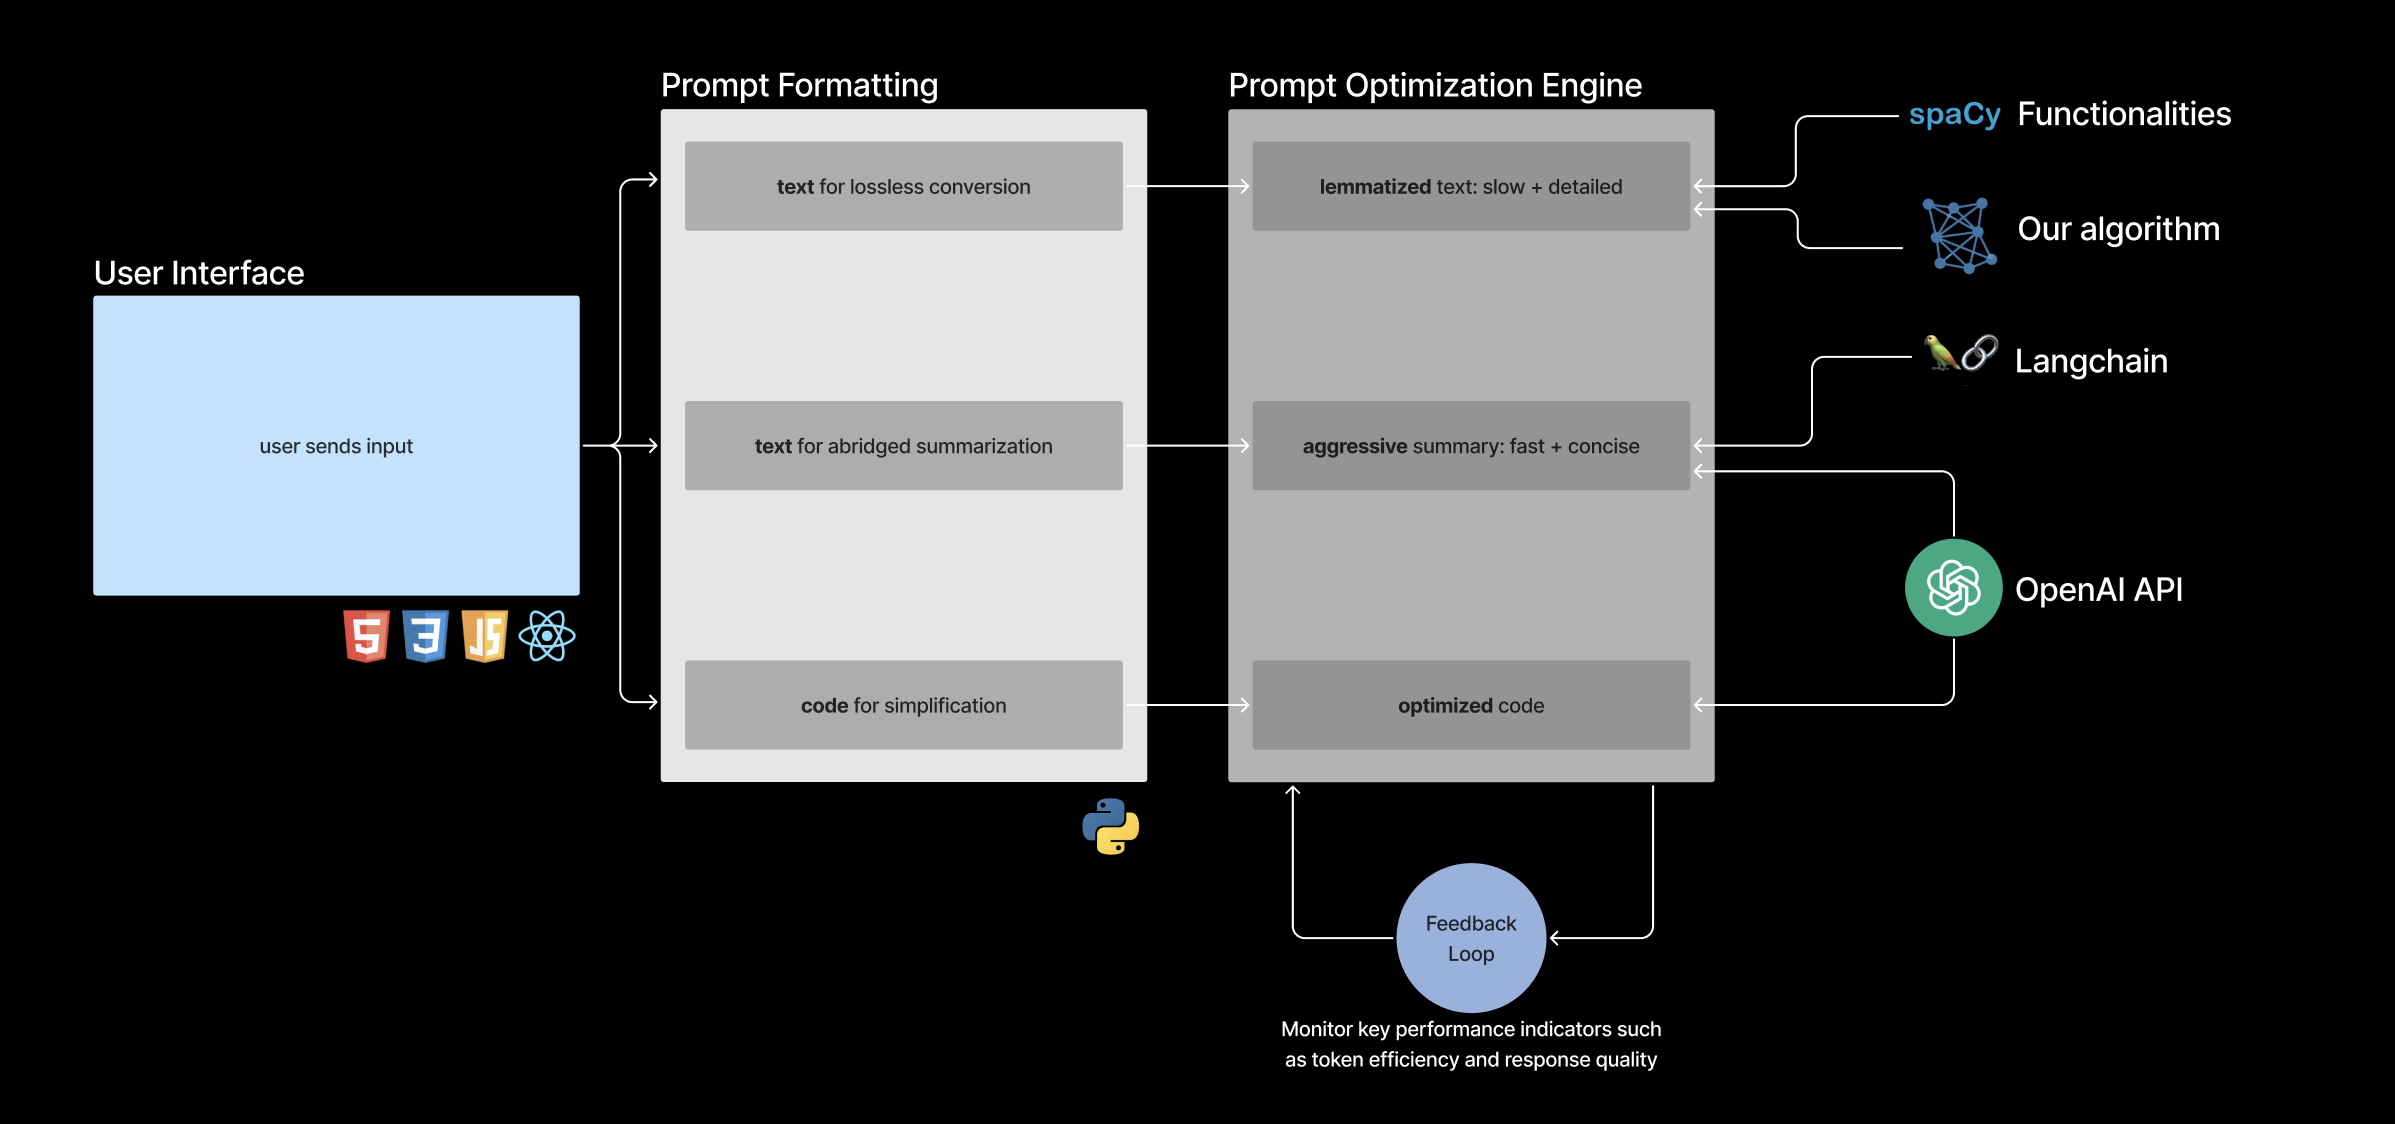 Prompt Formatting
Prompt Optimization Engine
spaCy Functionalities
text for lossless conversion
lemmatized text: slow + detailed
Our algorithm
User Interface
Langchain
user sends input
text for abridged summarization
aggressive summary: fast + concise
OpenAI API
5
3
JS
code for simplification
optimized code
Feedback
Loop
Monitor key performance indicators such
as token efficiency and response quality